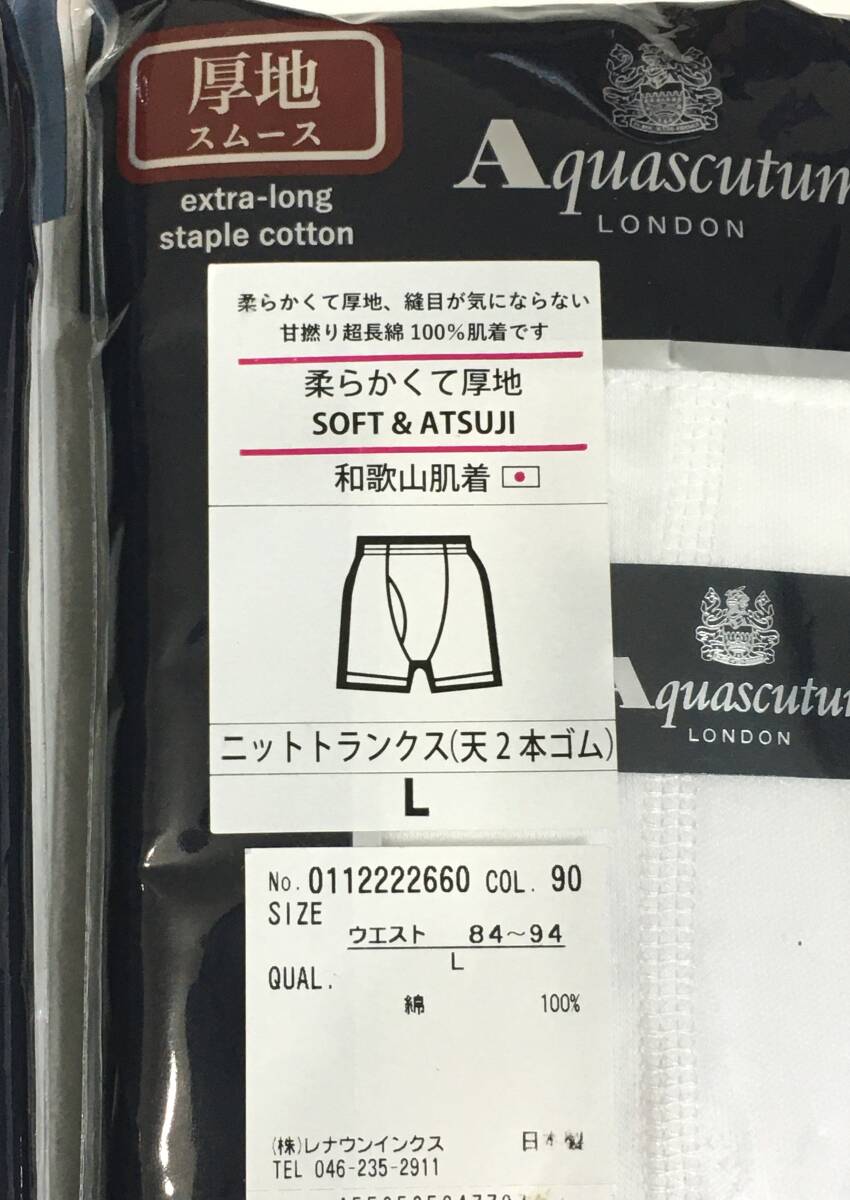 厚地
スムース
extra-long
staple cotton
Aquascutum
LONDON
柔らかくて厚地、縫目が気にならない
甘撚り超長綿100%肌着です
柔らかくて厚地
SOFT & ATSUJI
和歌山肌着
ニットトランクス(天2本ゴム)
L
Aquascutum
LONDON
No. 0112222660 COL. 90
SIZE
ウエスト 84~94
L
QUAL.
綿 100%
(株)レナウンインクス 日本製
TEL 046-235-2911